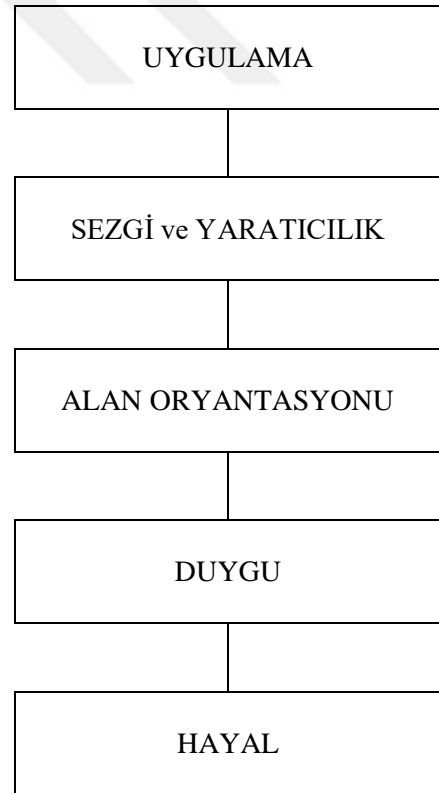 UYGULAMA
SEZGİ ve YARATICILIK
ALAN ORYANTASYONU
DUYGU
HAYAL